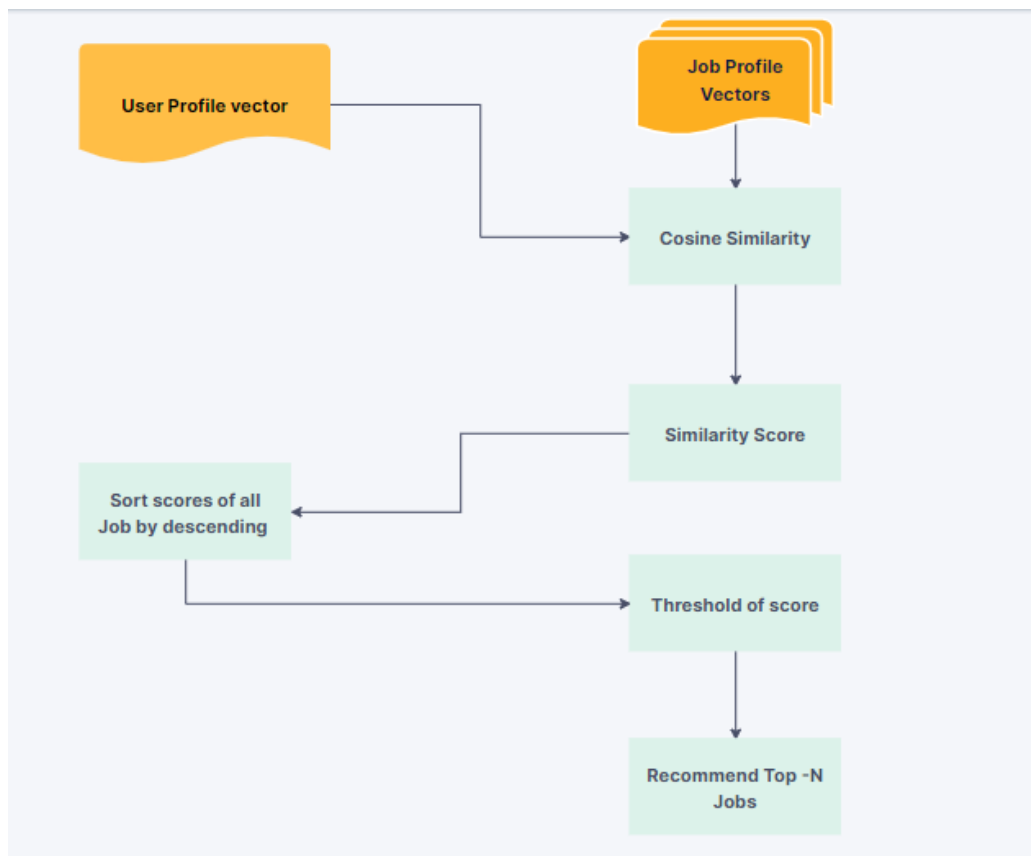 User Profile vector
Job Profile
Vectors
Cosine Similarity
Similarity Score
Sort scores of all
Job by descending
Threshold of score
Recommend Top -N
Jobs